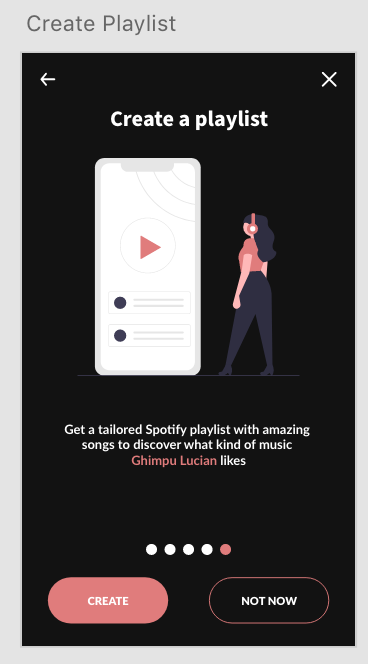 Create Playlist
Create a playlist
Get a tailored Spotify playlist with amazing
songs to discover what kind of music
Ghimpu Lucian likes
CREATE
NOT NOW